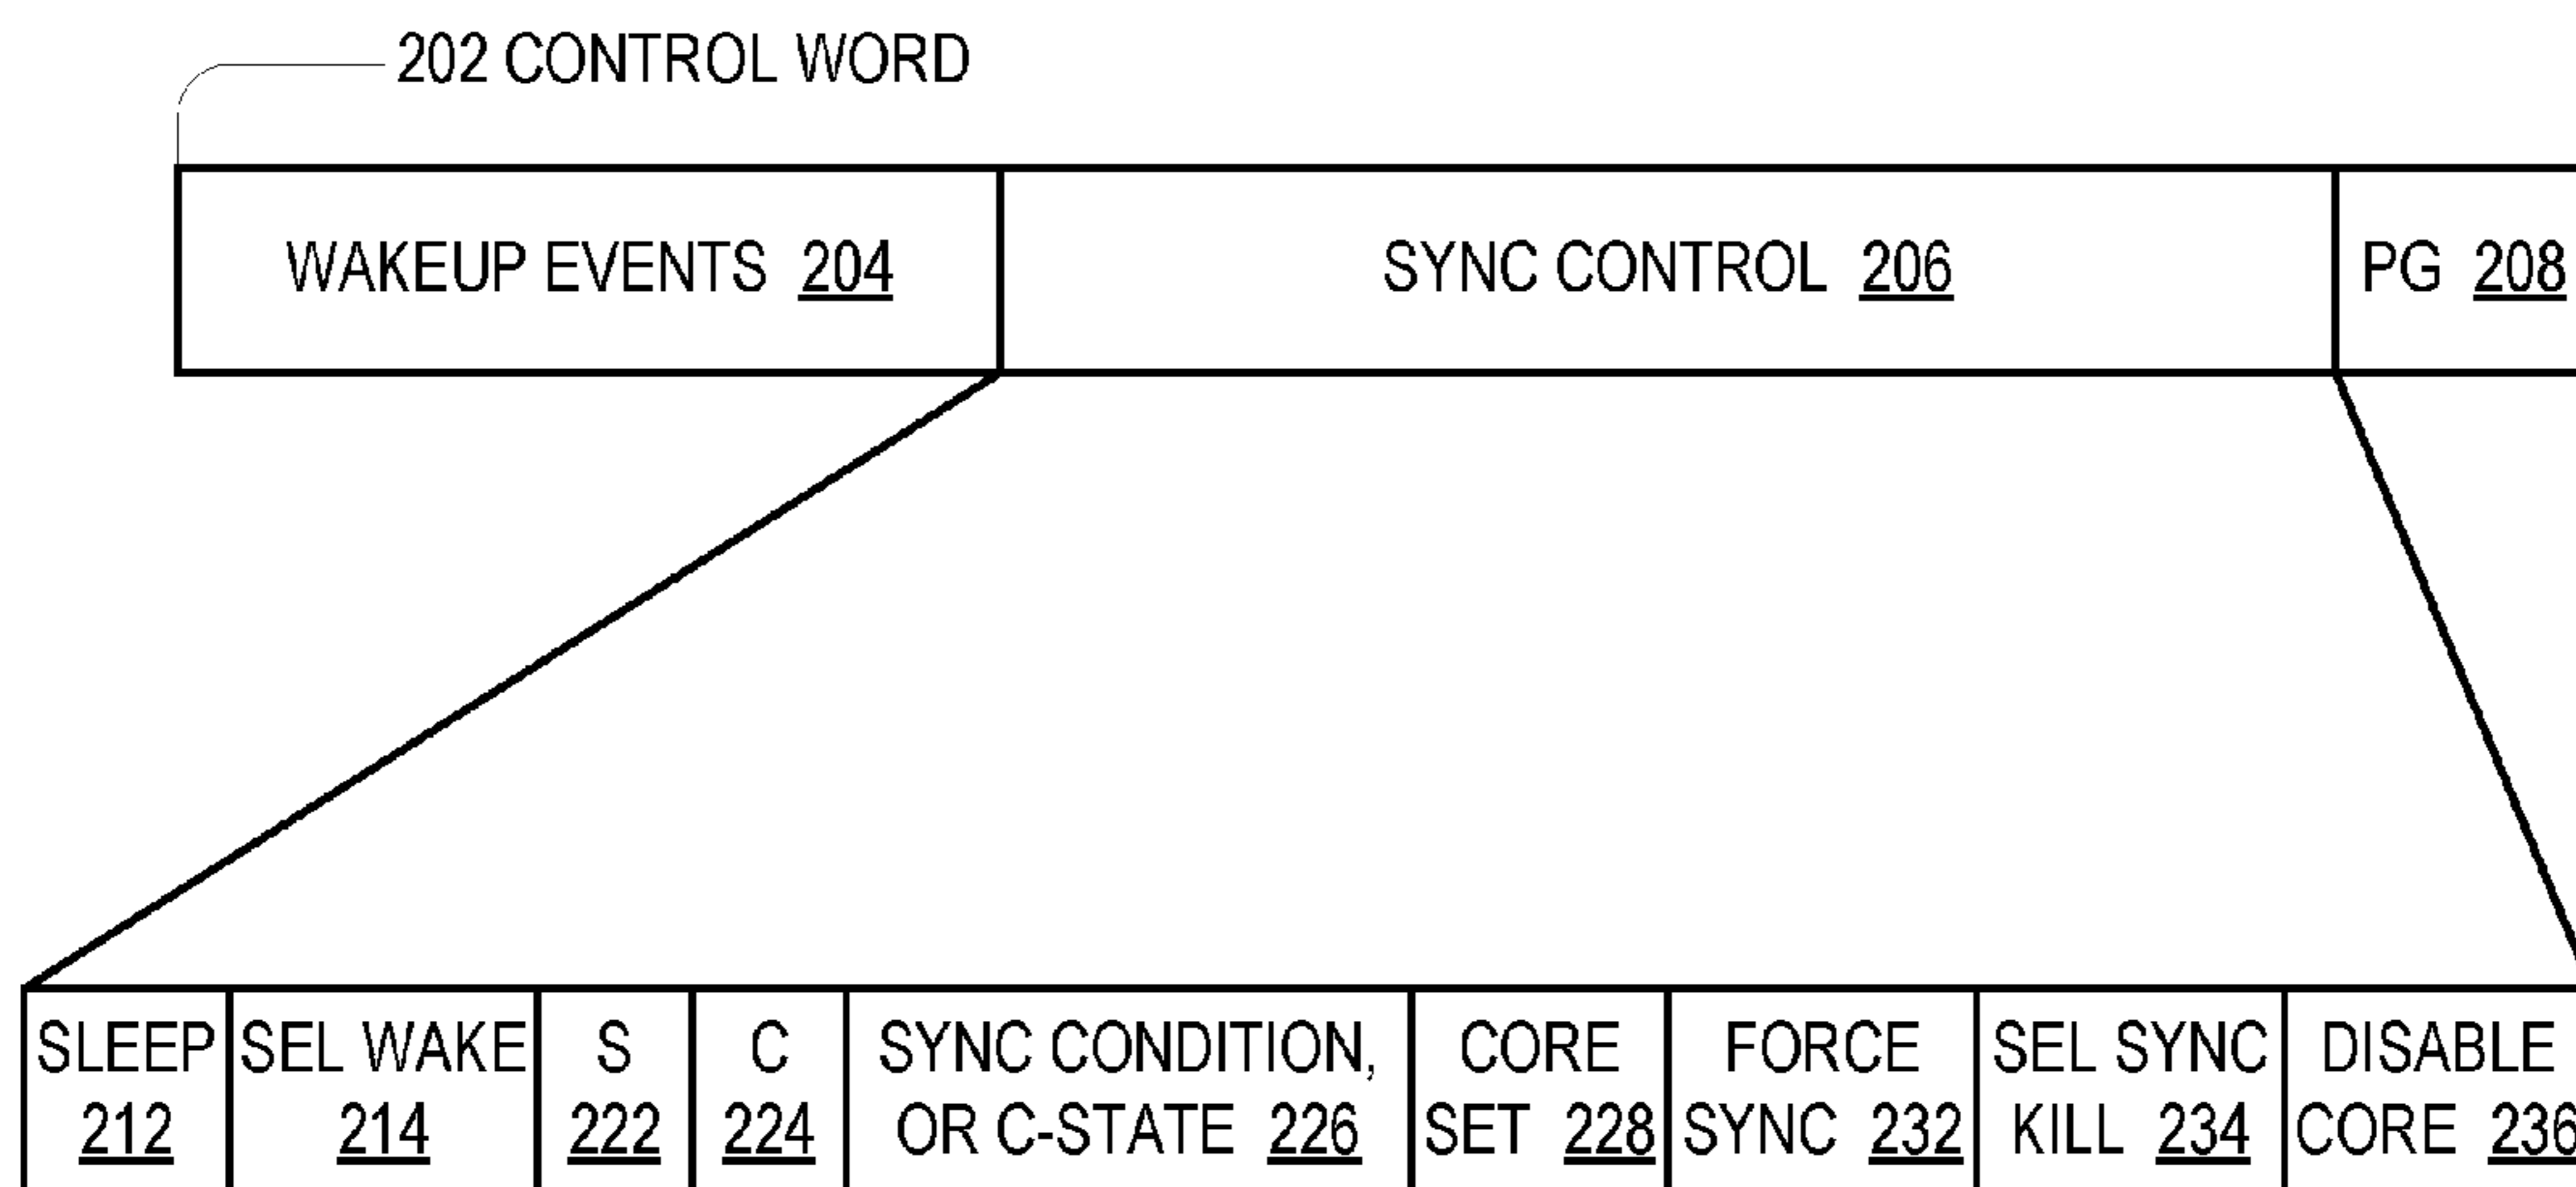 202 CONTROL WORD
WAKEUP EVENTS 204 SYNC CONTROL 206 PG 208
SLEEP SEL WAKE S C SYNC CONDITION, CORE FORCE SEL SYNC DISABLE
212 214 222 224 OR C-STATE 226 SET 228 SYNC 232 KILL 234 CORE 236